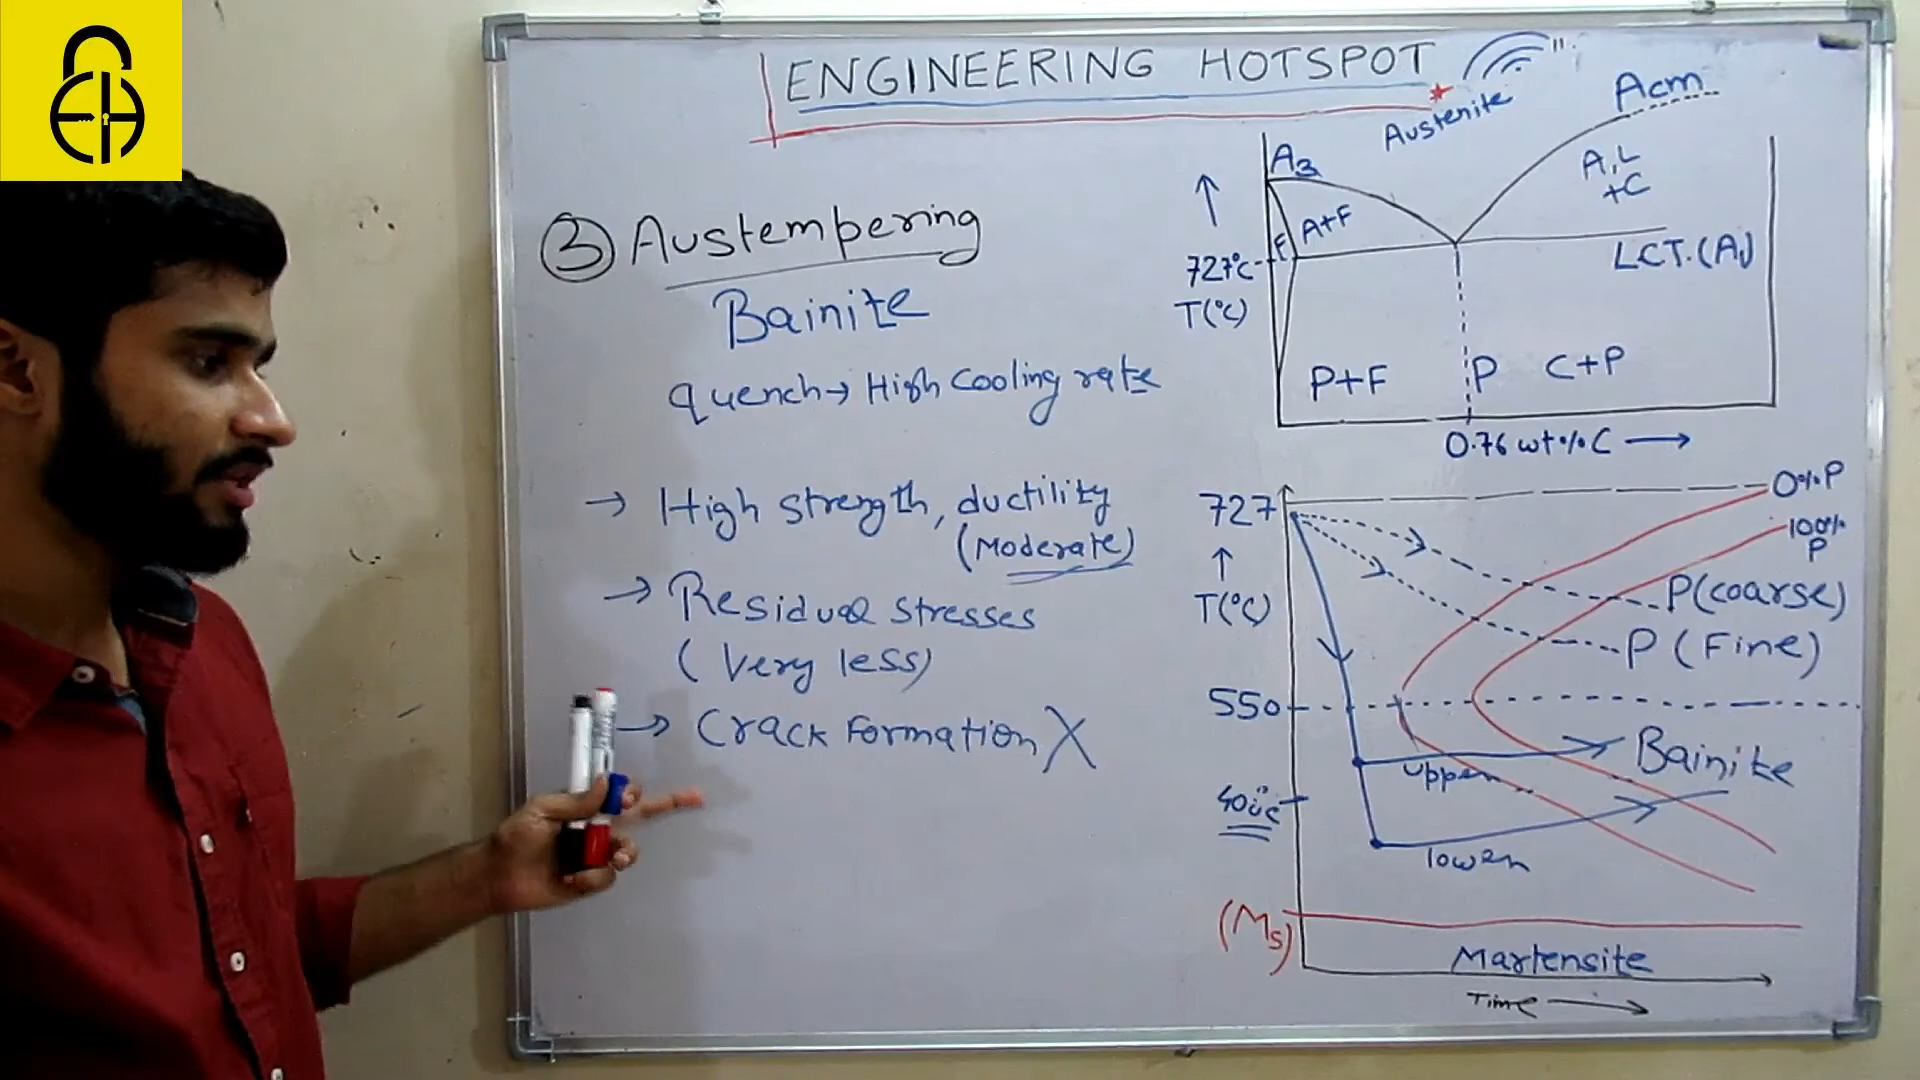 ENGINEERING HOTSPOT
③ Austempering
Bainite
quench → High cooling rate
→ High strength, ductility
(Moderate)
→ Residual stresses
(Very less)
→ Crack Formation X
Austenite
Acm
A3
A, L
+C
A+F
F
727°C
LCT. (A1)
T(°C)
P+F
P
C+P
0.76 wt% C →
727
0% P
100%
P
↑
T(°C)
P (coarse)
P (Fine)
550
Bainite
upper
400°C
lower
(Ms)
Martensite
Time →